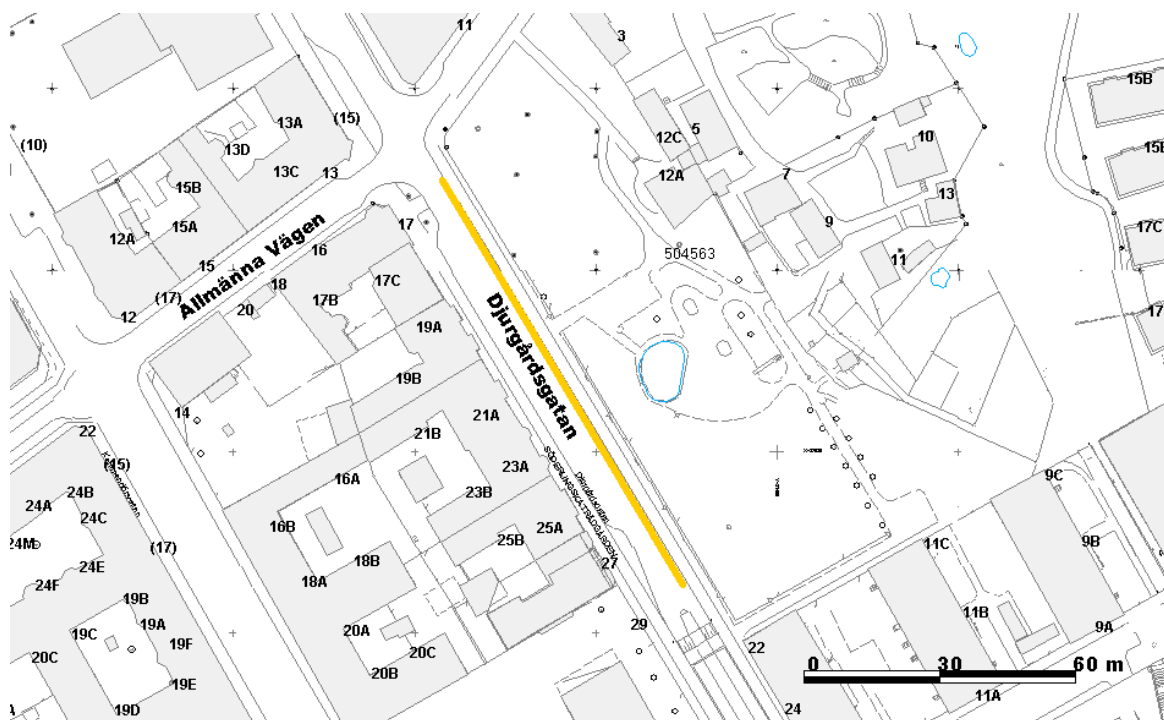 11
3
15B
12C
5
13A
(15)
(10)
13D
13C
13
10
15B
12A
7
15B
13
17C
12A
15A
9
17
16
504563
11
15
Allmänna Vägen
17C
18
(17)
17B
20
12
17
19A
Djurgårdsgatan
19B
14
21A
22
21B
(15)
23A
16A
9C
24B
23B
24A
24C
16B
25A
24M
(17)
25B
11C
9B
18B
24E
27
18A
24F
19B
11B
19A
29
19C
20A
9A
19F
22
20C
20C
20B
0 30 60 m
19E
11A
19D
24